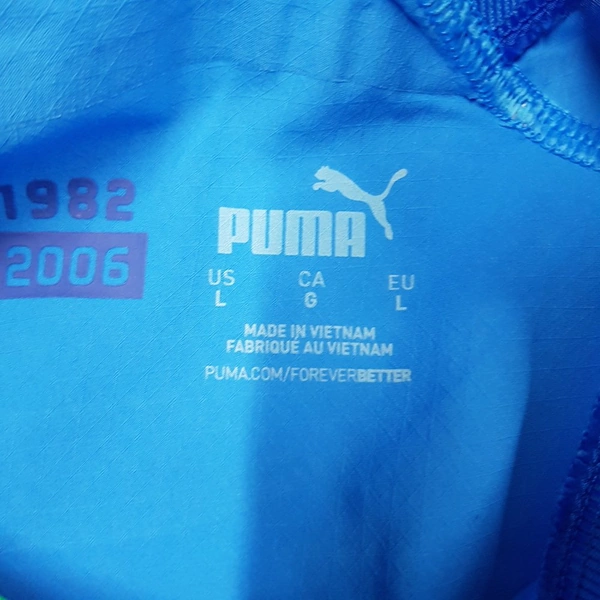 1982
2006
PUMA
US CA EU
L G L
MADE IN VIETNAM
FABRIQUÉ AU VIETNAM
PUMA.COM/FOREVERBETTER